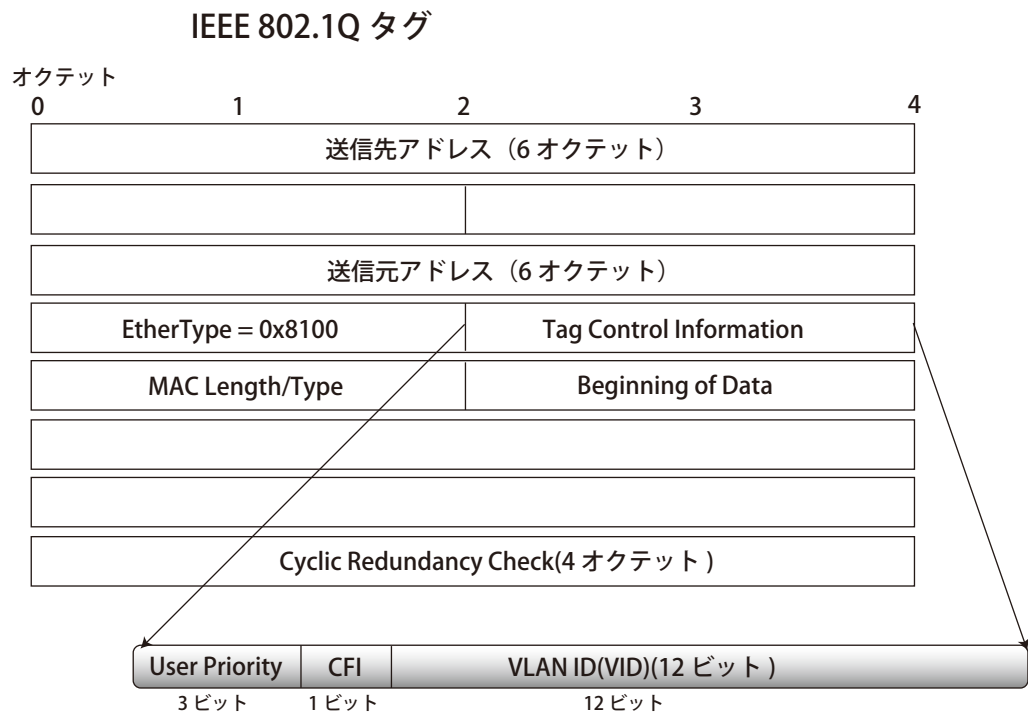 IEEE 802.1Q タグ
オクテット
0 1 2 3 4
送信先アドレス（6 オクテット）
送信元アドレス（6 オクテット）
EtherType = 0x8100 Tag Control Information
MAC Length/Type Beginning of Data
Cyclic Redundancy Check(4 オクテット )
User Priority CFI VLAN ID(VID)(12 ビット )
3 ビット 1 ビット 12 ビット